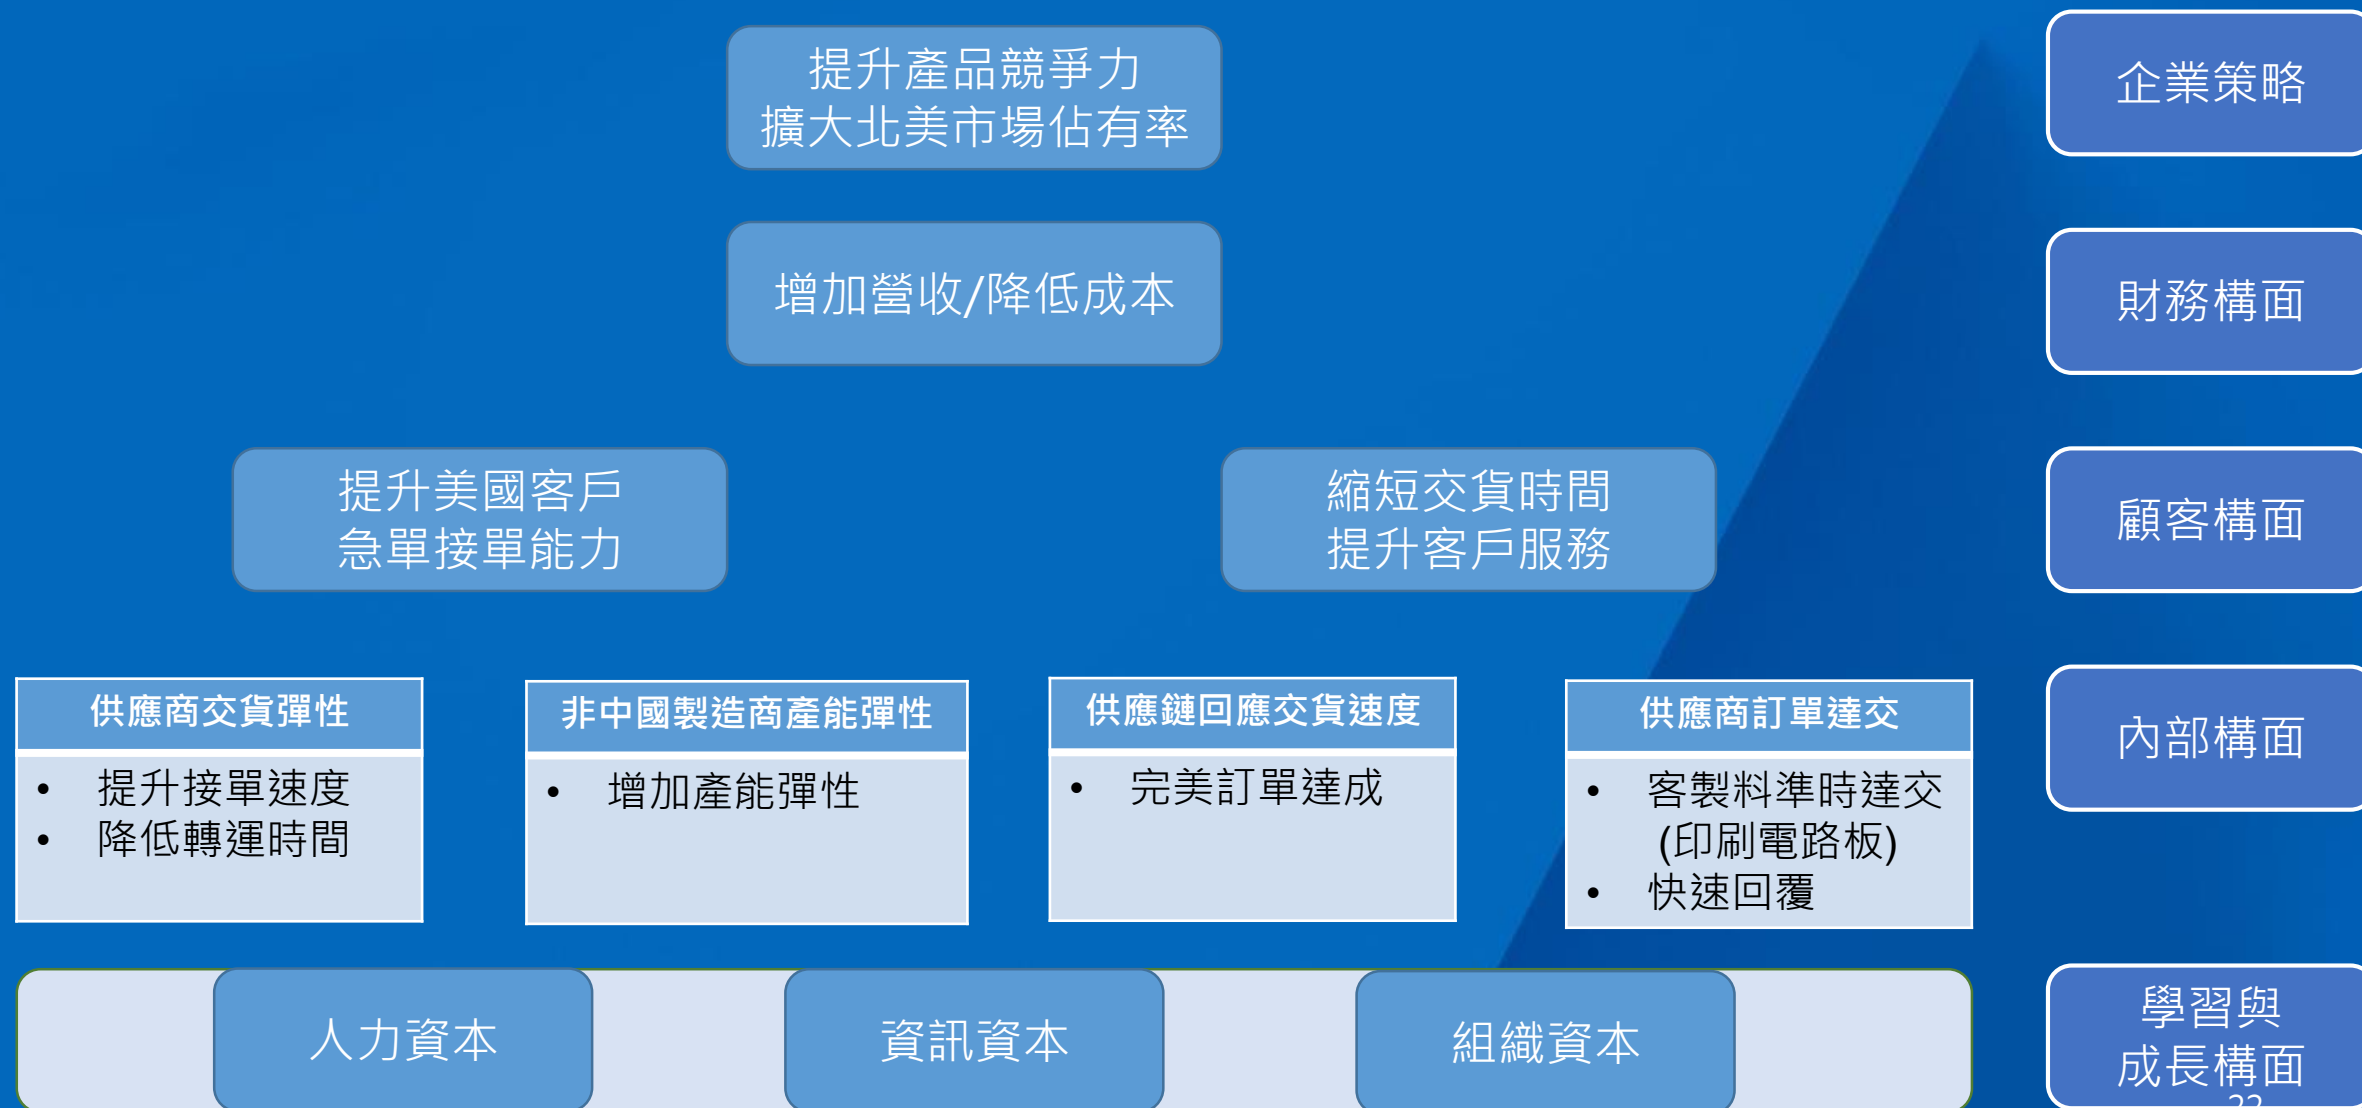 提升產品競爭力
擴大北美市場佔有率
企業策略
增加營收/降低成本
財務構面
提升美國客戶
急單接單能力
縮短交貨時間
提升客戶服務
顧客構面
供應商交貨彈性
• 提升接單速度
• 降低轉運時間
非中國製造商產能彈性
• 增加產能彈性
供應鏈回應交貨速度
• 完美訂單達成
供應商訂單達交
• 客製料準時達交
(印刷電路板)
• 快速回覆
內部構面
人力資本
資訊資本
組織資本
學習與
成長構面